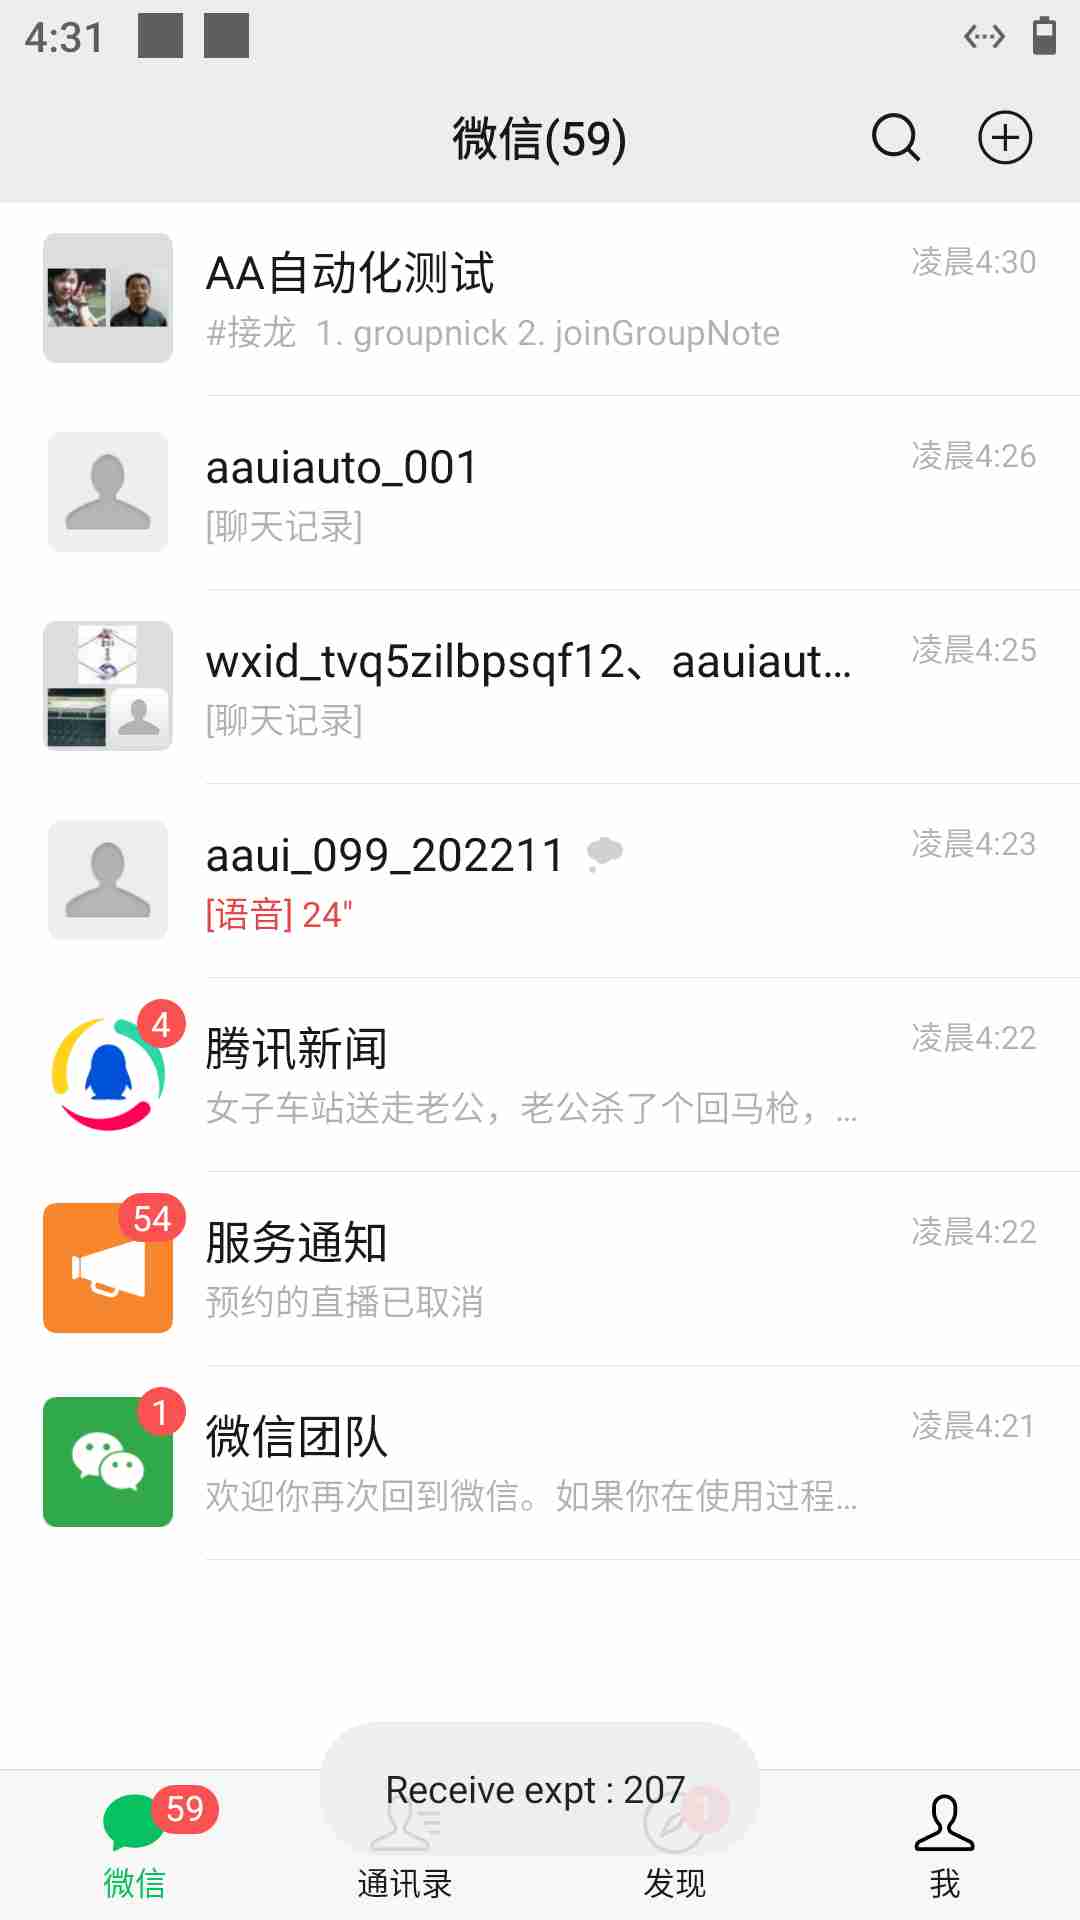 4:31
微信(59)
AA自动化测试
凌晨4:30
#接龙 1. groupnick 2. joinGroupNote
aauiauto_001
凌晨4:26
[聊天记录]
wxid_tvq5zilbpsqf12、aauiaut...
凌晨4:25
[聊天记录]
aaui_099_202211
凌晨4:23
[语音] 24"
4
腾讯新闻
凌晨4:22
女子车站送走老公，老公杀了个回马枪，...
54
服务通知
凌晨4:22
预约的直播已取消
1
微信团队
凌晨4:21
欢迎你再次回到微信。如果你在使用过程...
Receive expt : 207
59
1
微信
通讯录
发现
我